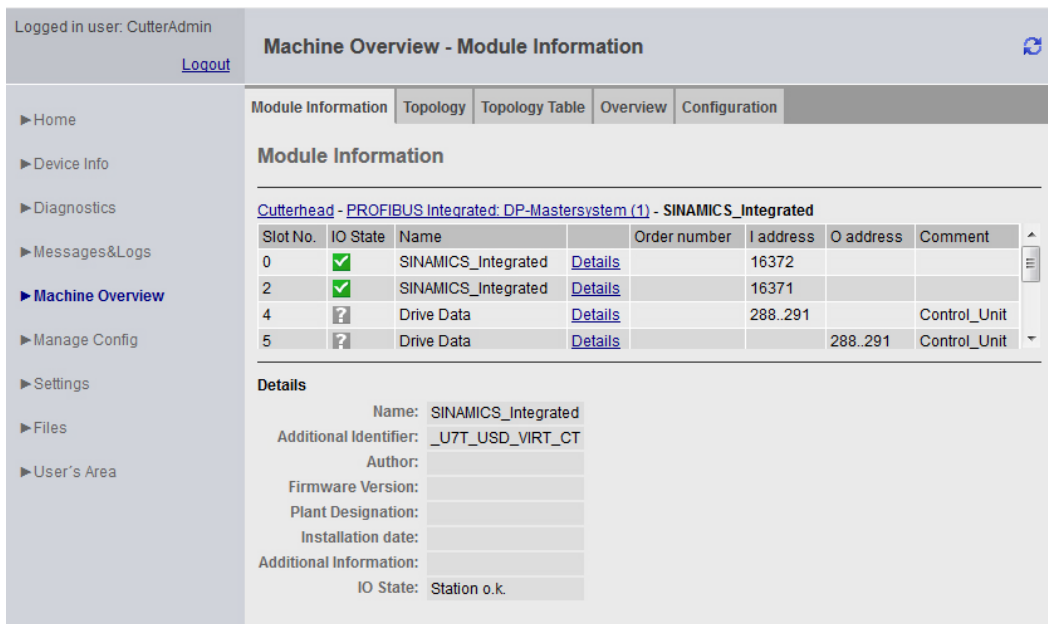 Logged in user: CutterAdmin
Logout
Machine Overview - Module Information
►Home
►Device Info
►Diagnostics
►Messages&Logs
►Machine Overview
►Manage Config
►Settings
►Files
►User´s Area
Module Information Topology Topology Table Overview Configuration
Module Information
Cutterhead - PROFIBUS Integrated: DP-Mastersystem (1) - SINAMICS_Integrated
Slot No. IO State Name Order number I address O address Comment
0 SINAMICS_Integrated Details 16372
2 SINAMICS_Integrated Details 16371
4 ? Drive Data Details 288..291 Control_Unit
5 ? Drive Data Details 288..291 Control_Unit
Details
Name: SINAMICS_Integrated
Additional Identifier: _U7T_USD_VIRT_CT
Author:
Firmware Version:
Plant Designation:
Installation date:
Additional Information:
IO State: Station o.k.